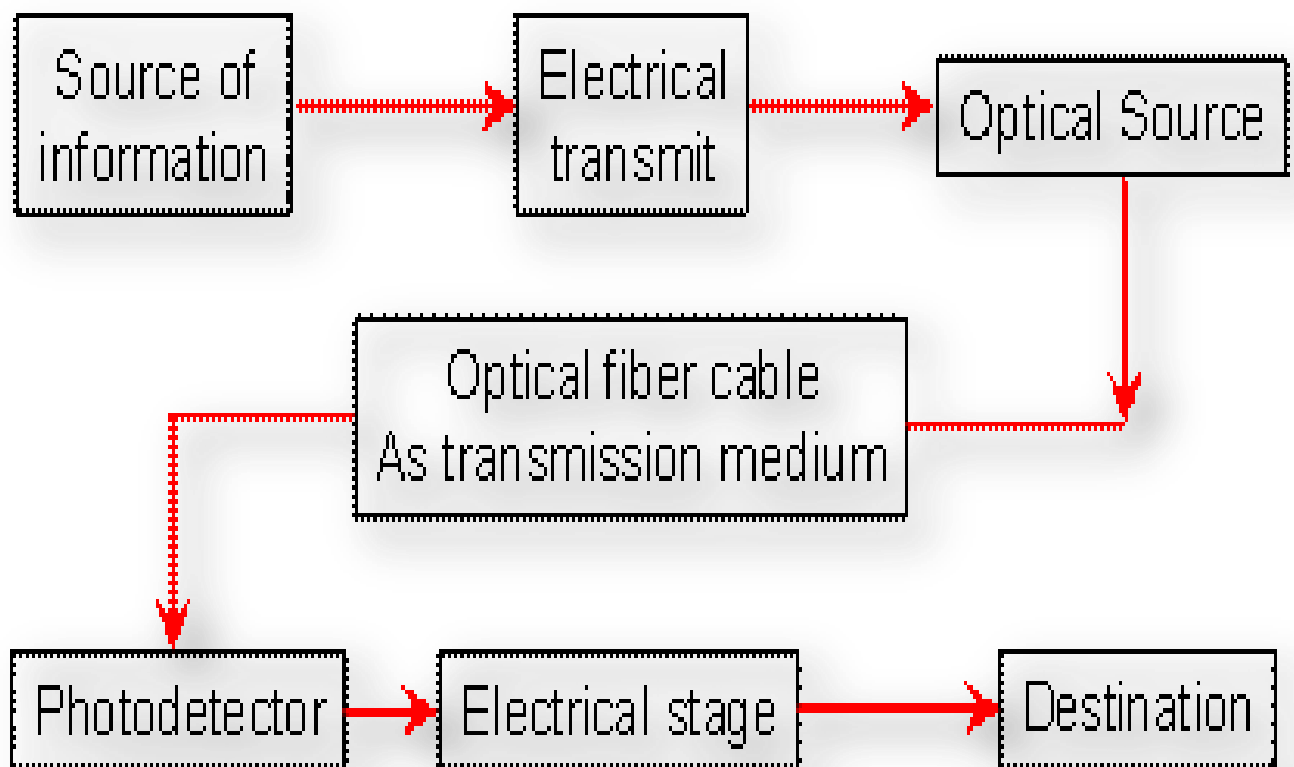 Source of
information
Electrical
transmit
Optical Source
Optical fiber cable
As transmission medium
Photodetector
Electrical stage
Destination